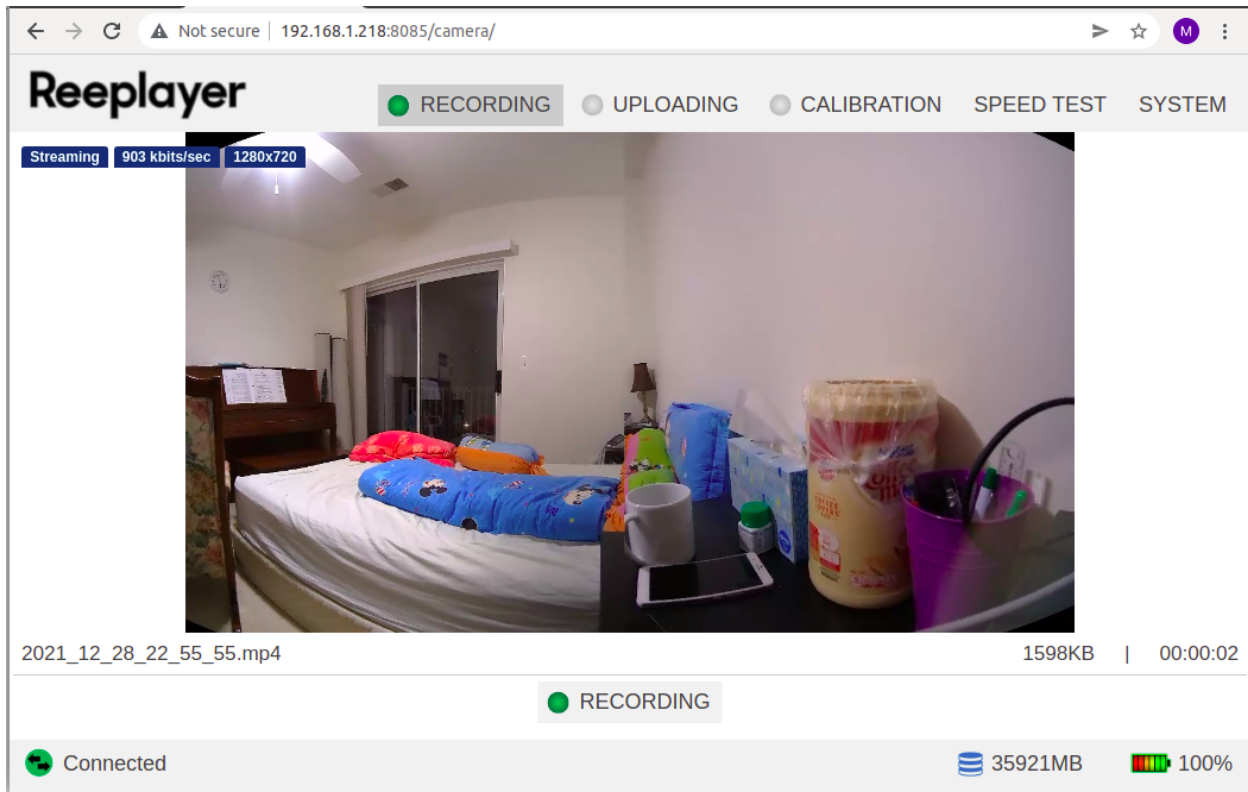 Not secure | 192.168.1.218:8085/camera/
M
Reeplayer
RECORDING UPLOADING CALIBRATION SPEED TEST SYSTEM
Streaming 903 kbits/sec 1280x720
2021_12_28_22_55_55.mp4 1598KB | 00:00:02
RECORDING
Connected 35921MB 100%